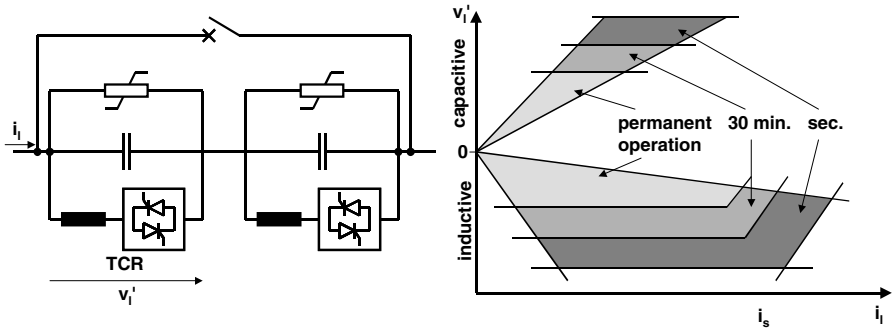 i_l
TCR
v_l'
v_l'
capacitive
inductive
0
permanent
operation
30 min.
sec.
i_s
i_l